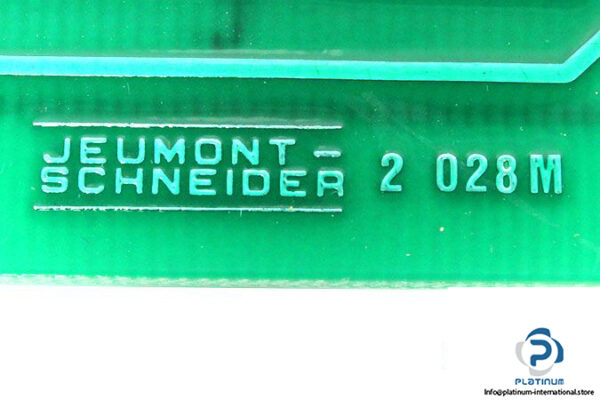 JEUMONT-
SCHNEIDER 2 028M
PLATINUM
Info@platinum-international.store